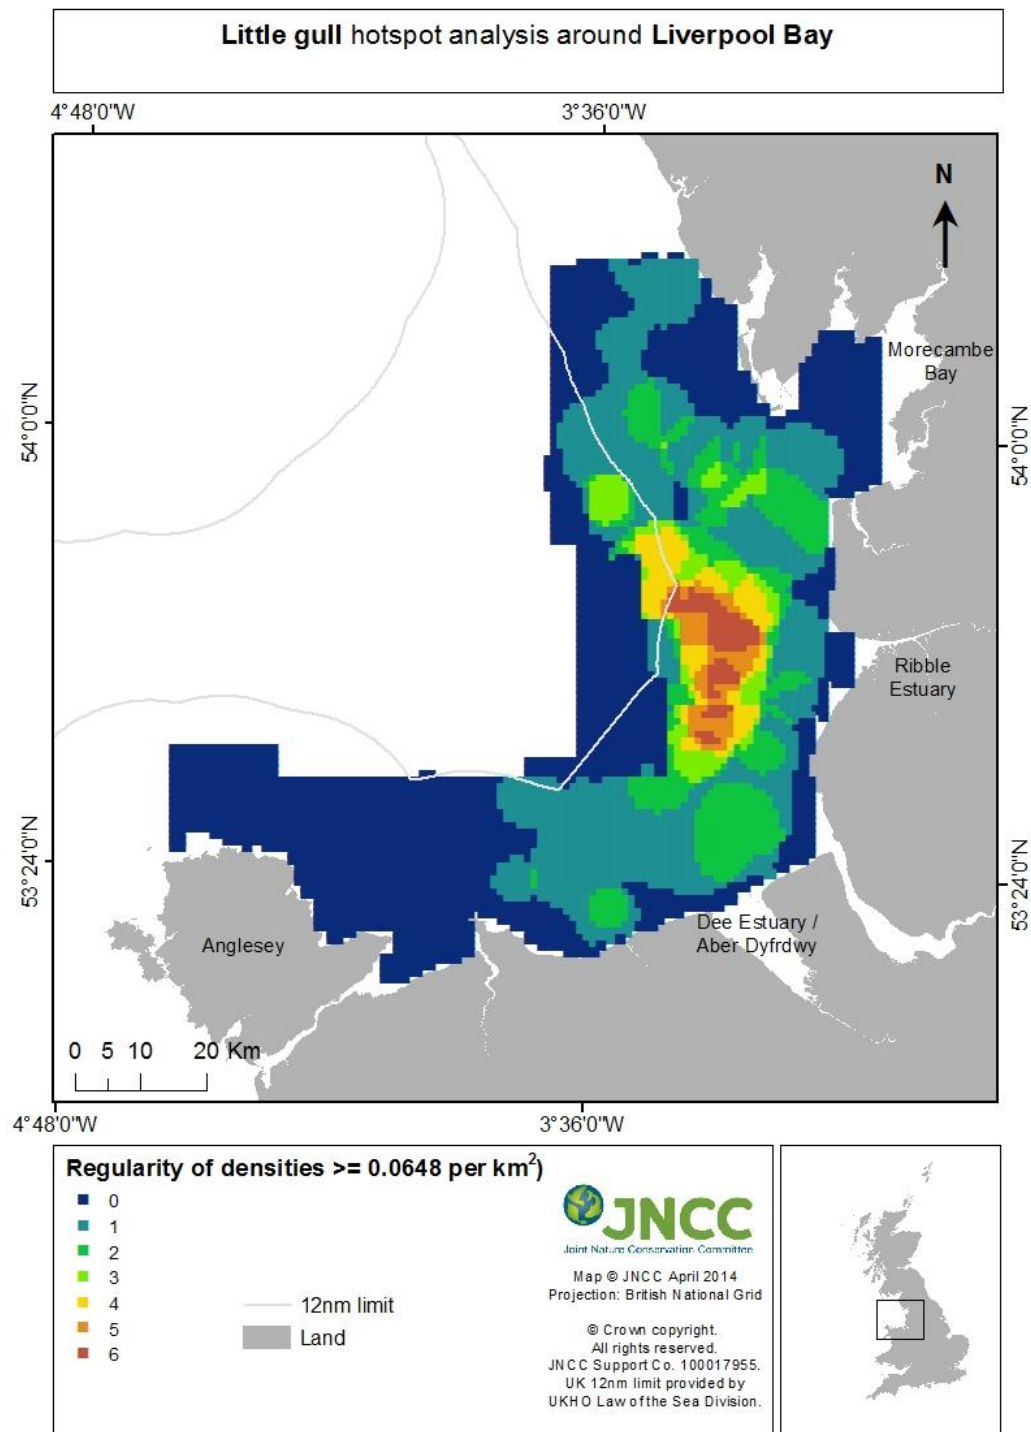 Little gull hotspot analysis around Liverpool Bay
4°48'0"W
3°36'0"W
N
Morecambe
Bay
54°0'0"N
54°0'0"N
Ribble
Estuary
53°24'0"N
53°24'0"N
Dee Estuary /
Aber Dyfrdwy
Anglesey
0 5 10 20 Km
4°48'0"W
3°36'0"W
Regularity of densities >= 0.0648 per km²)
0
1
2
3
4
5
6
12nm limit
Land
JNCC
Joint Nature Conservation Committee
Map © JNCC April 2014
Projection: British National Grid
© Crown copyright.
All rights reserved.
JNCC Support Co. 100017955.
UK 12nm limit provided by
UKHO Law of the Sea Division.